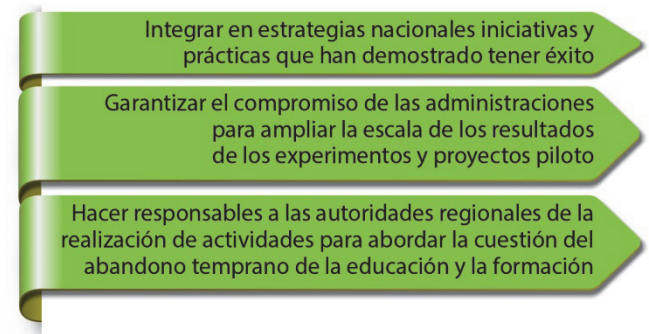 Integrar en estrategias nacionales iniciativas y
prácticas que han demostrado tener éxito
Garantizar el compromiso de las administraciones
para ampliar la escala de los resultados
de los experimentos y proyectos piloto
Hacer responsables a las autoridades regionales de la
realización de actividades para abordar la cuestión del
abandono temprano de la educación y la formación